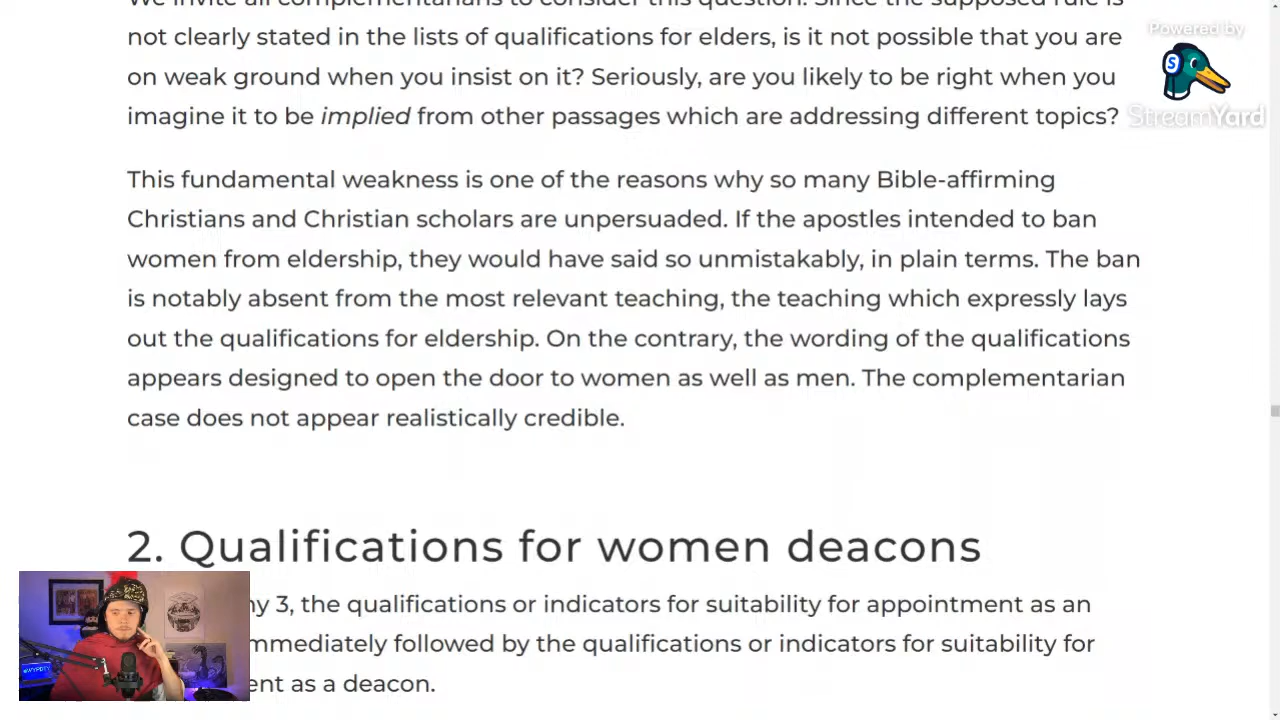 We invite all complementarians to consider this question. Since the supposed rule is
not clearly stated in the lists of qualifications for elders, is it not possible that you are
on weak ground when you insist on it? Seriously, are you likely to be right when you
imagine it to be implied from other passages which are addressing different topics?
This fundamental weakness is one of the reasons why so many Bible-affirming
Christians and Christian scholars are unpersuaded. If the apostles intended to ban
women from eldership, they would have said so unmistakably, in plain terms. The ban
is notably absent from the most relevant teaching, the teaching which expressly lays
out the qualifications for eldership. On the contrary, the wording of the qualifications
appears designed to open the door to women as well as men. The complementarian
case does not appear realistically credible.
2. Qualifications for women deacons
ny 3, the qualifications or indicators for suitability for appointment as an
mmediately followed by the qualifications or indicators for suitability for
ent as a deacon.
Powered by
S
StreamYard